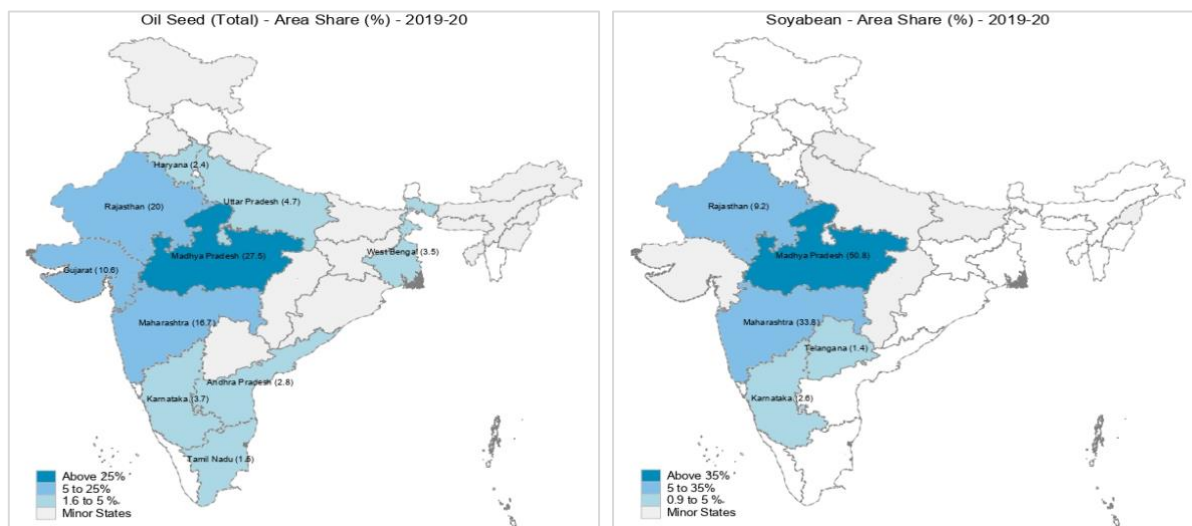 Oil Seed (Total) - Area Share (%) - 2019-20
Haryana (2.4)
Rajasthan (20)
Uttar Pradesh (4.7)
Madhya Pradesh (27.5)
West Bengal (3.5)
Gujarat (10.6)
Maharashtra (16.7)
Andhra Pradesh (2.8)
Karnataka (3.7)
Tamil Nadu (1.6)
Above 25%
5 to 25%
1.6 to 5 %
Minor States
Soyabean - Area Share (%) - 2019-20
Rajasthan (9.2)
Madhya Pradesh (50.8)
Maharashtra (33.8)
Telangana (1.4)
Karnataka (2.6)
Above 35%
5 to 35%
0.9 to 5 %
Minor States